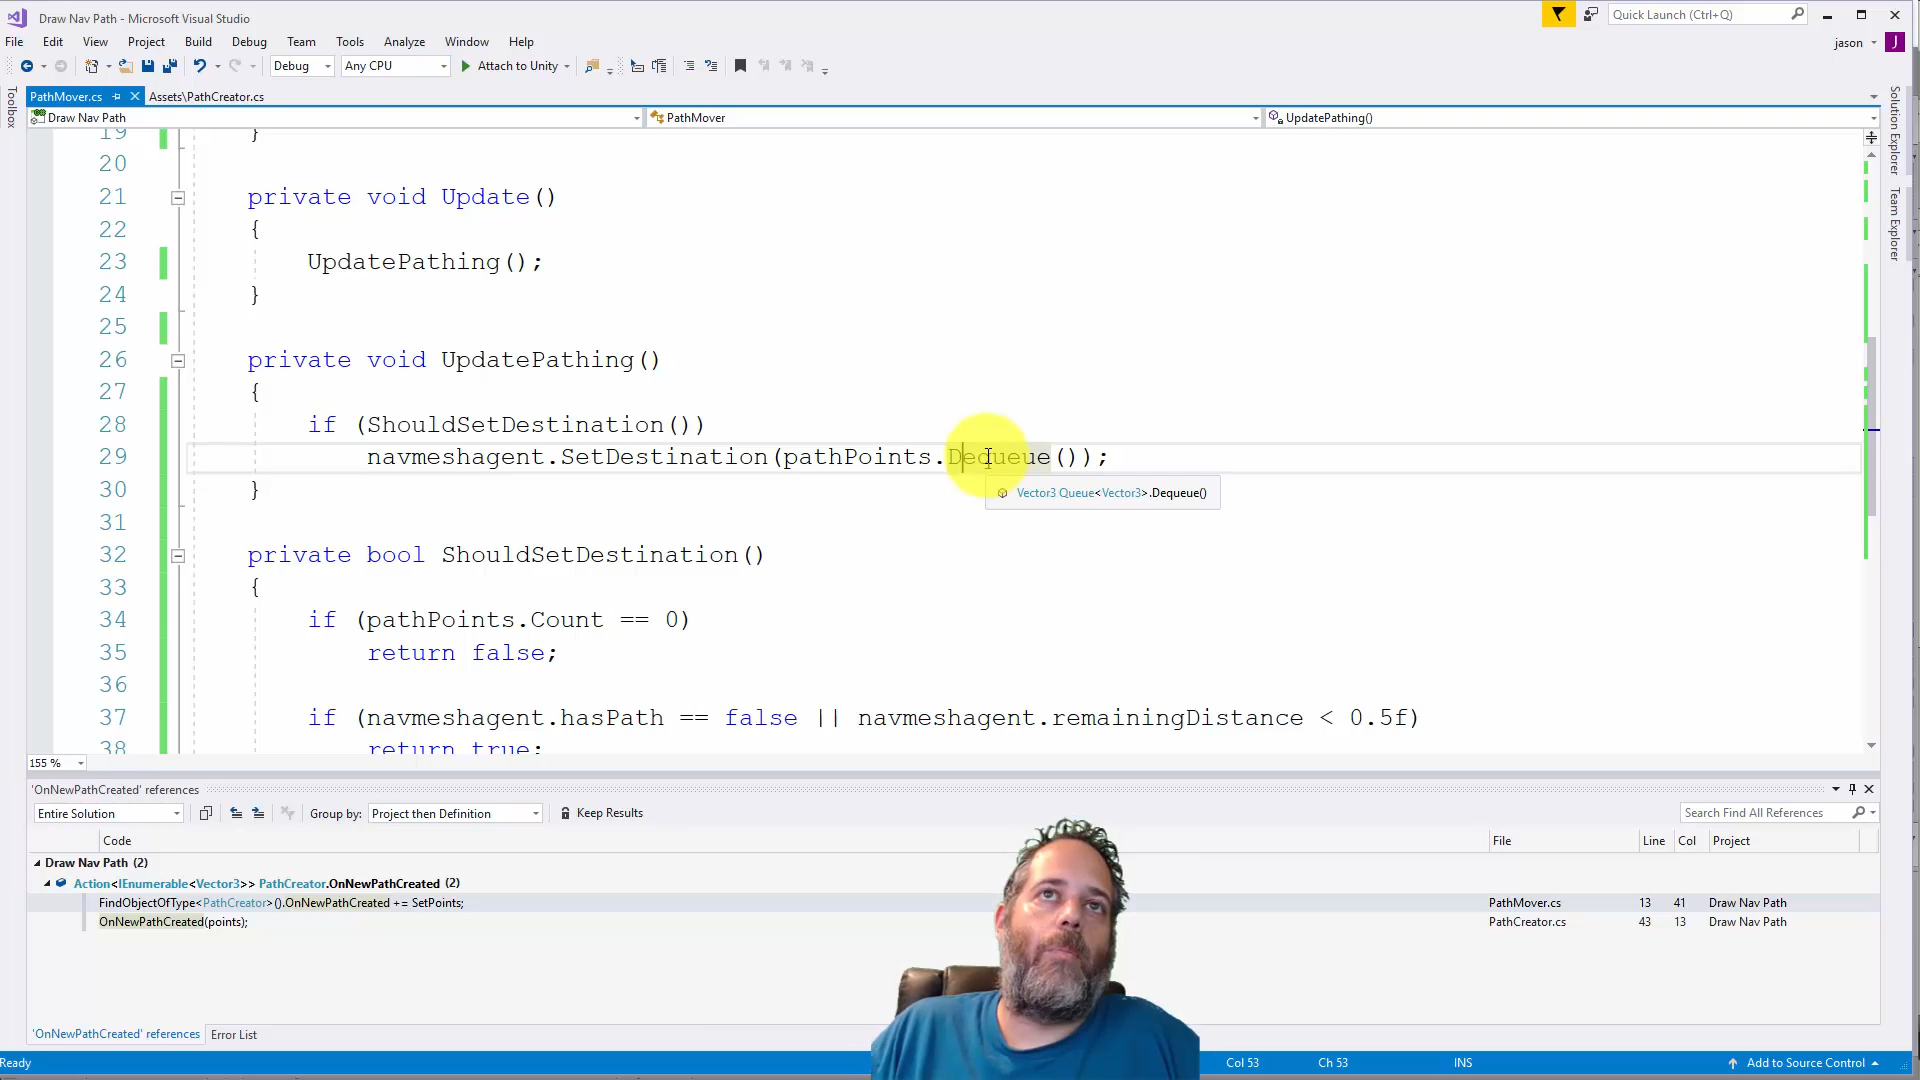 Draw Nav Path - Microsoft Visual Studio
Quick Launch (Ctrl+Q)
File Edit View Project Build Debug Team Tools Analyze Window Help
jason J
Debug Any CPU Attach to Unity
PathMover.cs Assets\PathCreator.cs
Draw Nav Path PathMover UpdatePathing()
Toolbox
Solution Explorer
Team Explorer
19 }
20
21 private void Update()
22 {
23 UpdatePathing();
24 }
25
26 private void UpdatePathing()
27 {
28 if (ShouldSetDestination())
29 navmeshagent.SetDestination(pathPoints.Dequeue());
Vector3 Queue<Vector3>.Dequeue()
30 }
31
32 private bool ShouldSetDestination()
33 {
34 if (pathPoints.Count == 0)
35 return false;
36
37 if (navmeshagent.hasPath == false || navmeshagent.remainingDistance < 0.5f)
38 return true;
155 %
'OnNewPathCreated' references
Entire Solution Group by: Project then Definition Keep Results Search Find All References
Code File Line Col Project
Draw Nav Path (2)
Action<IEnumerable<Vector3>> PathCreator.OnNewPathCreated (2)
FindObjectOfType<PathCreator>().OnNewPathCreated += SetPoints; PathMover.cs 13 41 Draw Nav Path
OnNewPathCreated(points); PathCreator.cs 43 13 Draw Nav Path
'OnNewPathCreated' references Error List
Ready Col 53 Ch 53 INS Add to Source Control